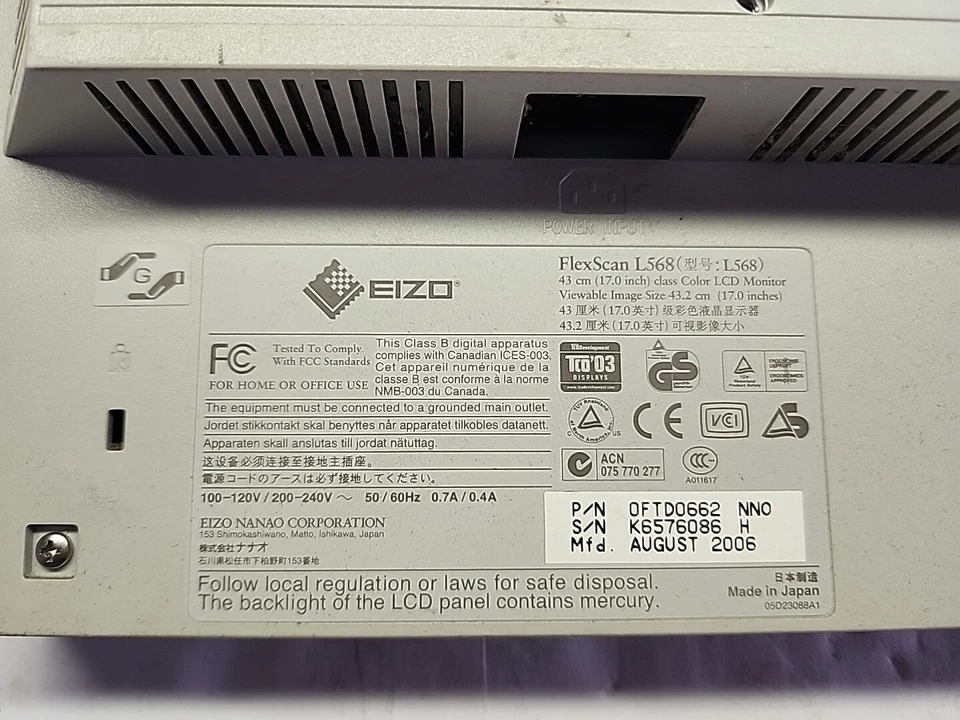 POWER INPUT
G
EIZO®
FlexScan L568(型号:L568)
43 cm (17.0 inch) class Color LCD Monitor
Viewable Image Size 43.2 cm (17.0 inches)
43 厘米(17.0英寸)级彩色液晶显示器
43.2 厘米(17.0英寸)可视影像大小
FC
Tested To Comply
With FCC Standards
FOR HOME OR OFFICE USE
This Class B digital apparatus
complies with Canadian ICES-003.
Cet appareil numérique de la
classe B est conforme à la norme
NMB-003 du Canada.
TCO'03
DISPLAYS
GS
TÜV
ERGONOMICS
APPROVED
The equipment must be connected to a grounded main outlet.
Jordet stikkontakt skal benyttes når apparatet tilkobles datanett.
Apparaten skall anslutas till jordat nätuttag.
这设备必须连接至接地主插座。
電源コードのアースは必ず接地してください。
C US
CE
VCI
ACN
075 770 277
CCC
A011617
100–120V / 200–240V ～ 50 / 60Hz 0.7A / 0.4A
EIZO NANAO CORPORATION
153 Shimokashiwano, Matto, Ishikawa, Japan
株式会社ナナオ
石川県松任市下柏野町153番地
P/N 0FTD0662 NNO
S/N K6576086 H
Mfd. AUGUST 2006
Follow local regulation or laws for safe disposal.
The backlight of the LCD panel contains mercury.
日本制造
Made in Japan
05D23088A1